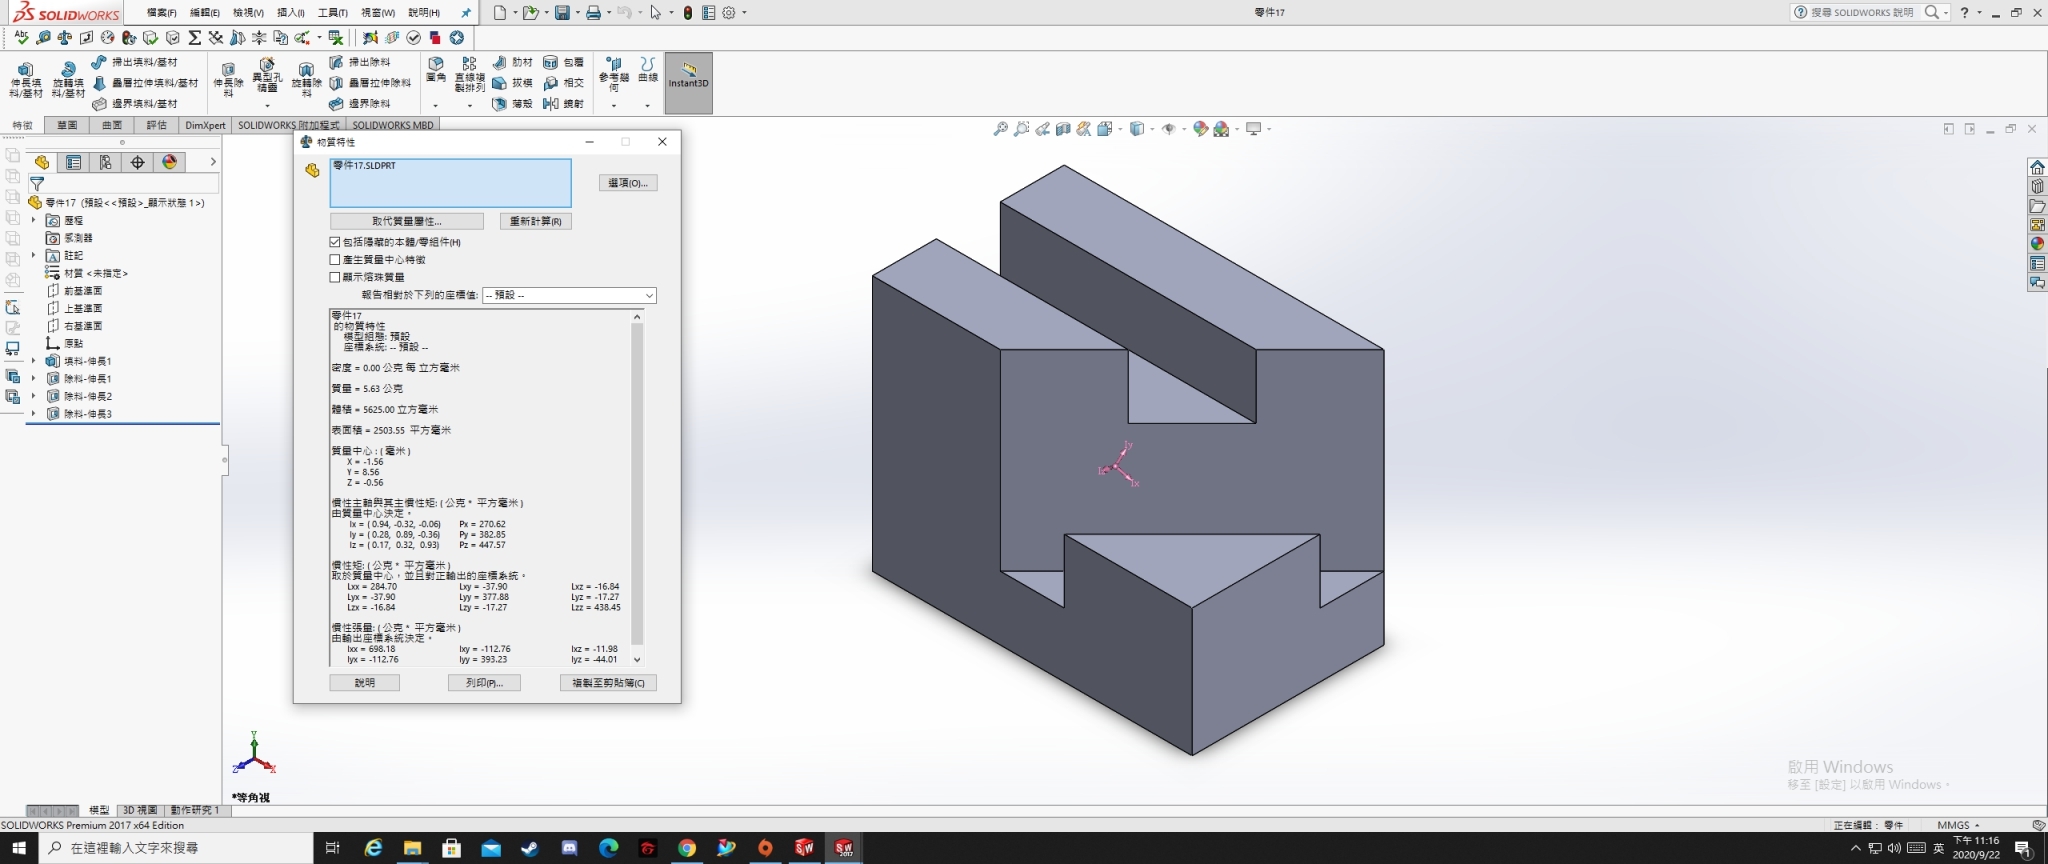 SOLIDWORKS
檔案(F) 編輯(E) 檢視(V) 插入(I) 工具(T) 視窗(W) 說明(H)
零件17
搜尋 SOLIDWORKS 說明
伸長填料/基材
旋轉填料/基材
掃出填料/基材
疊層拉伸填料/基材
邊界填料/基材
伸長除料
異型孔精靈
旋轉除料
掃出除料
疊層拉伸除料
邊界除料
圓角
直線複製排列
肋材
拔模
薄殼
包覆
相交
鏡射
參考幾何
曲線
Instant3D
特徵 草圖 曲面 評估 DimXpert SOLIDWORKS 附加程式 SOLIDWORKS MBD
零件17 (預設<<預設>_顯示狀態 1>)
歷程
感測器
註記
材質 <未指定>
前基準面
上基準面
右基準面
原點
填料-伸長1
除料-伸長1
除料-伸長2
除料-伸長3
物質特性
零件17.SLDPRT
選項(O)...
取代質量屬性...
重新計算(R)
包括隱藏的本體/零組件(H)
產生質量中心特徵
顯示熔珠質量
報告相對於下列的座標值: -- 預設 --
零件17
的物質特性
模型組態: 預設
座標系統: -- 預設 --
密度 = 0.00 公克 每 立方毫米
質量 = 5.63 公克
體積 = 5625.00 立方毫米
表面積 = 2503.55 平方毫米
質量中心 : ( 毫米 )
X = -1.56
Y = 8.56
Z = -0.56
慣性主軸與其主慣性矩: ( 公克 * 平方毫米 )
由質量中心決定。
Ix = ( 0.94, -0.32, -0.06) Px = 270.62
Iy = ( 0.28, 0.89, -0.36) Py = 382.85
Iz = ( 0.17, 0.32, 0.93) Pz = 447.57
慣性矩: ( 公克 * 平方毫米 )
取於質量中心，並且對正輸出的座標系統。
Lxx = 284.70 Lxy = -37.90 Lxz = -16.84
Lyx = -37.90 Lyy = 377.88 Lyz = -17.27
Lzx = -16.84 Lzy = -17.27 Lzz = 438.45
慣性張量: ( 公克 * 平方毫米 )
由輸出座標系統決定。
Ixx = 698.18 Ixy = -112.76 Ixz = -11.98
Iyx = -112.76 Iyy = 393.23 Iyz = -44.01
說明
列印(P)...
複製至剪貼簿(C)
Iy
Ix
Y
Z
X
*等角視
啟用 Windows
移至 [設定] 以啟用 Windows。
模型 3D 視圖 動作研究 1
SOLIDWORKS Premium 2017 x64 Edition
正在編輯： 零件
MMGS
在這裡輸入文字來搜尋
英
下午 11:16
2020/9/22